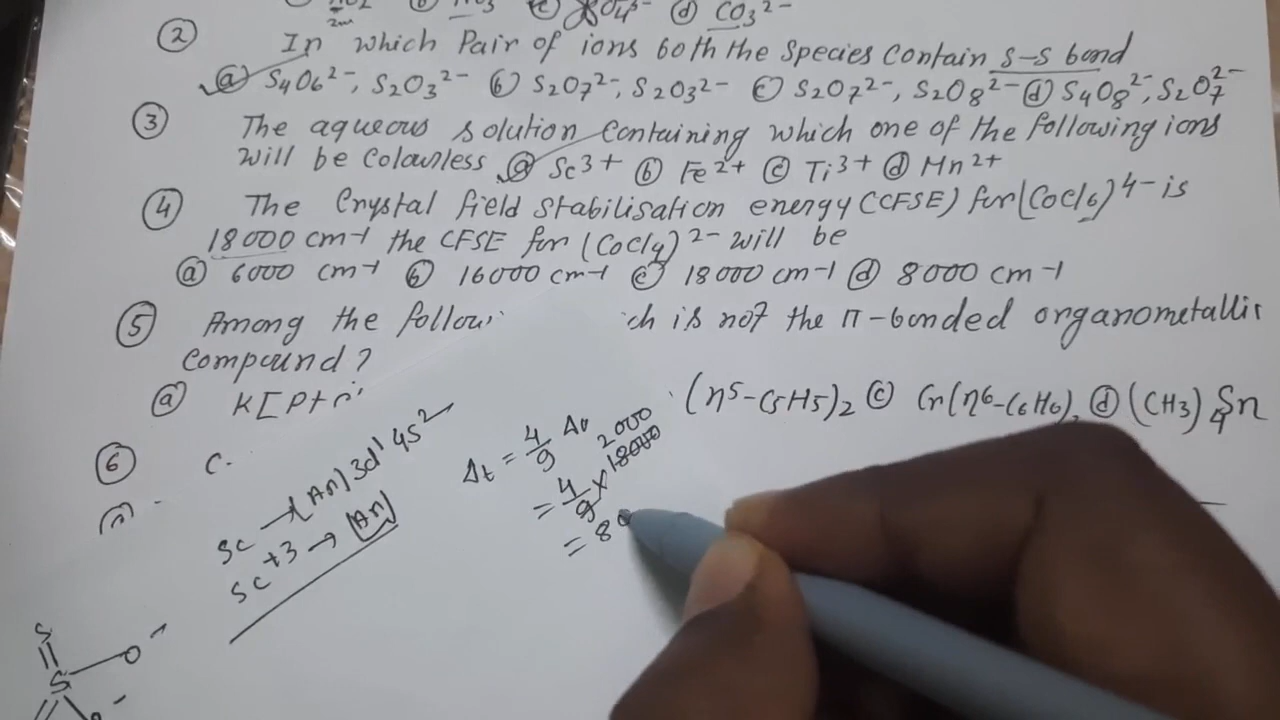 ⓓ CO3 2-
② In which Pair of ions both the Species Contain S-S bond
ⓐ S4O6 2-, S2O3 2- ⓑ S2O7 2-, S2O3 2- ⓒ S2O7 2-, S2O8 2- ⓓ S4O8 2-, S2O7 2-
③ The aqueous solution Containing which one of the following ions
will be Colourless ⓐ Sc3+ ⓑ Fe2+ ⓒ Ti3+ ⓓ Mn2+
④ The Crystal field Stabilisation energy (CFSE) for (CoCl6)4- is
18000 cm-1 the CFSE for (CoCl4)2- will be
ⓐ 6000 cm-1 ⓑ 16000 cm-1 ⓒ 18000 cm-1 ⓓ 8000 cm-1
⑤ Among the is not the π-bonded organometallic
Compound?
ⓐ K[Pt (η5-C5H5)2 ⓒ Cr(η6-C6H6) ⓓ (CH3)4 Sn
⑥ C
Sc → [Ar] 3d1 4s2
Sc+3 → [Ar]
Δt = 4/9 Δo
= 4/9 × 18000 2000
= 80
S
S O-